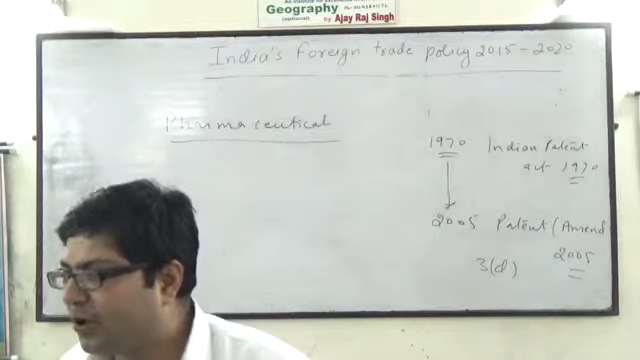 Geography
(optional) by Ajay Raj Singh
India's Foreign trade policy 2015-2020
Pharmaceutical
1970 Indian Patent
act 1970
2005 Patent (Amend
2005
3(d)